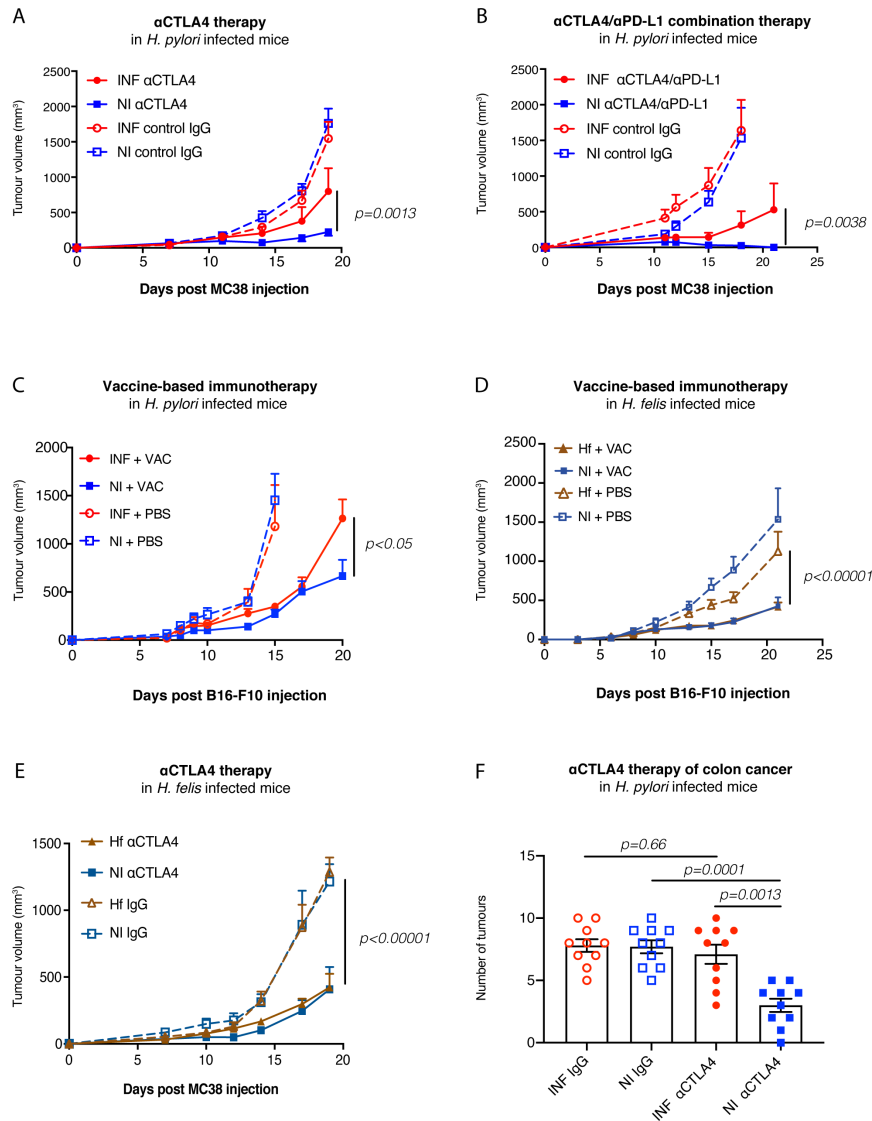 A
αCTLA4 therapy
in H. pylori infected mice
Tumour volume (mm³)
2500
2000
1500
1000
500
0
INF αCTLA4
NI αCTLA4
INF control IgG
NI control IgG
p=0.0013
0 5 10 15 20
Days post MC38 injection
B
αCTLA4/αPD-L1 combination therapy
in H. pylori infected mice
Tumour volume (mm³)
2500
2000
1500
1000
500
0
INF αCTLA4/αPD-L1
NI αCTLA4/αPD-L1
INF control IgG
NI control IgG
p=0.0038
0 5 10 15 20 25
Days post MC38 injection
C
Vaccine-based immunotherapy
in H. pylori infected mice
Tumour volume (mm³)
2000
1500
1000
500
0
INF + VAC
NI + VAC
INF + PBS
NI + PBS
p<0.05
0 5 10 15 20
Days post B16-F10 injection
D
Vaccine-based immunotherapy
in H. felis infected mice
Tumour volume (mm³)
2500
2000
1500
1000
500
0
Hf + VAC
NI + VAC
Hf + PBS
NI + PBS
p<0.00001
0 5 10 15 20 25
Days post B16-F10 injection
E
αCTLA4 therapy
in H. felis infected mice
Tumour volume (mm³)
1500
1000
500
0
Hf αCTLA4
NI αCTLA4
Hf IgG
NI IgG
p<0.00001
0 5 10 15 20
Days post MC38 injection
F
αCTLA4 therapy of colon cancer
in H. pylori infected mice
Number of tumours
15
10
5
0
p=0.66
p=0.0001
p=0.0013
INF IgG
NI IgG
INF αCTLA4
NI αCTLA4